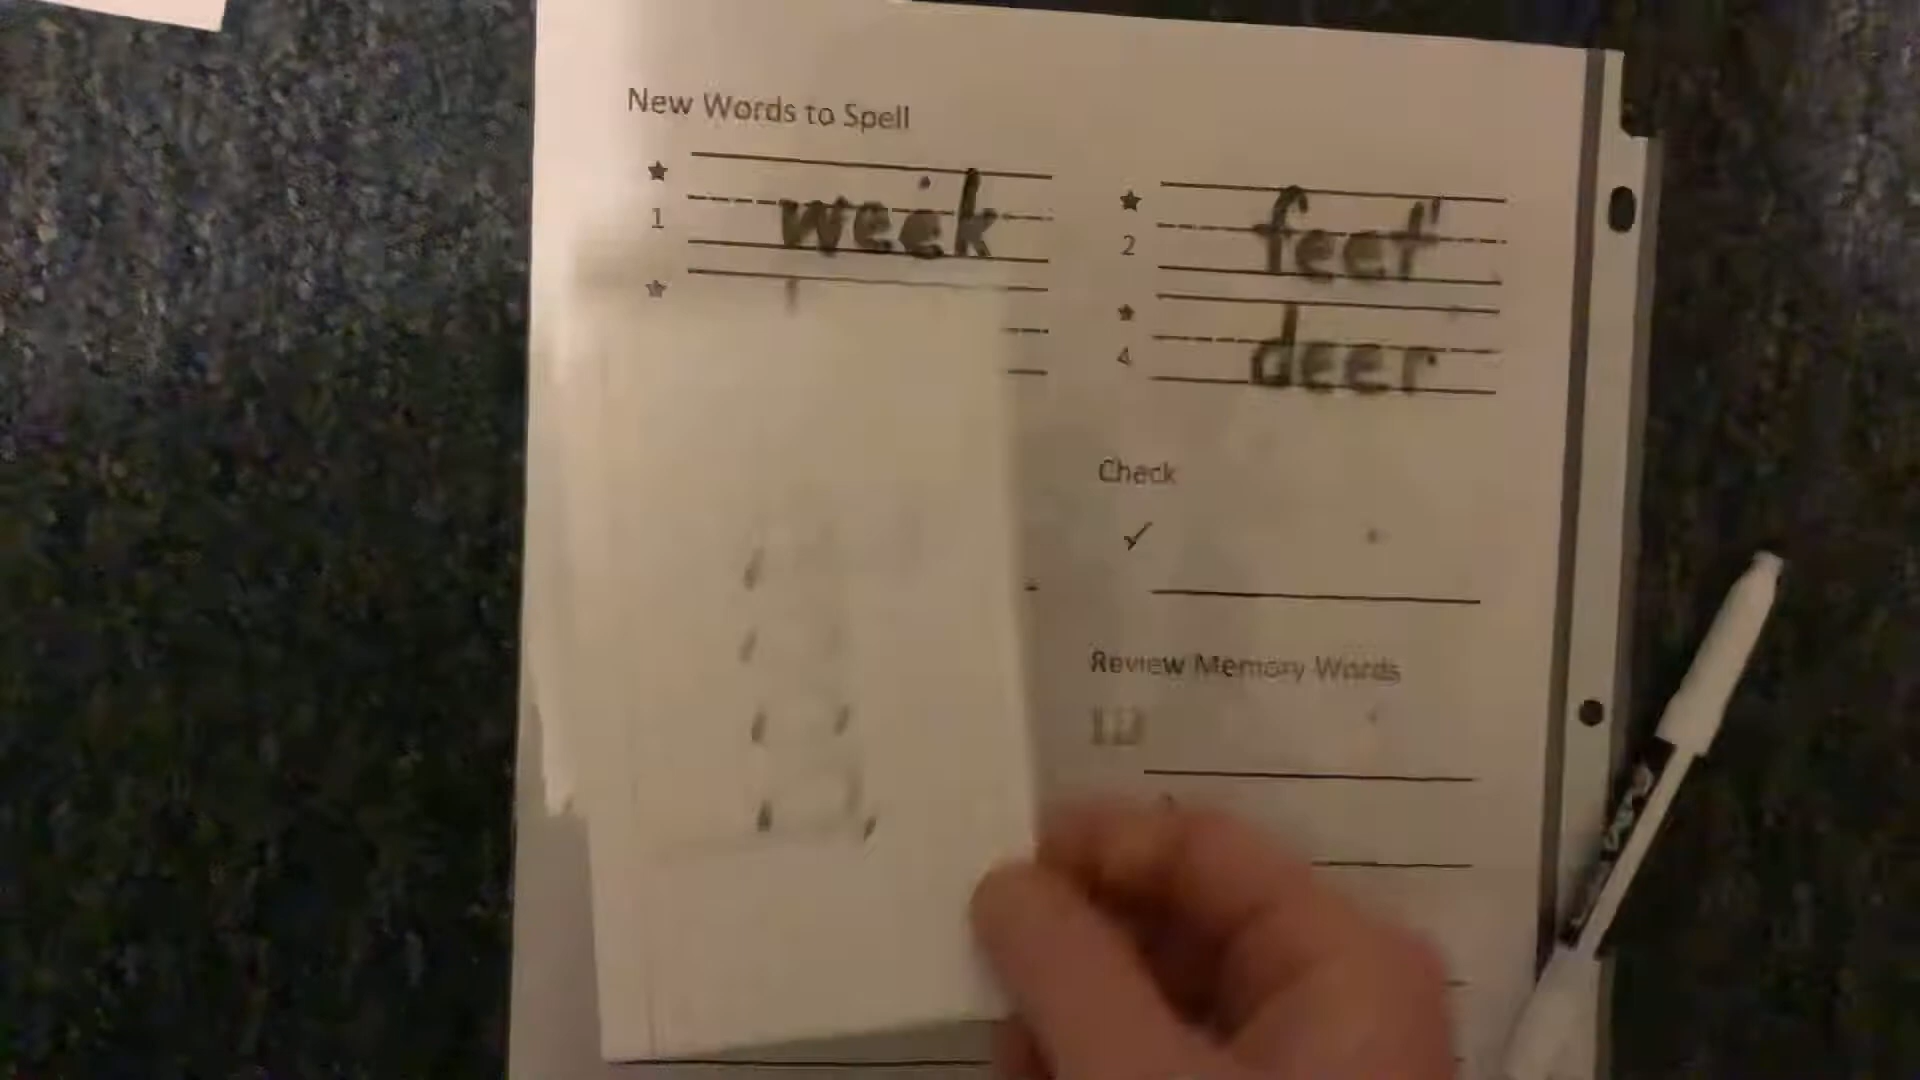 New Words to Spell
1 week
2 feet
4 deer
Check
Review Memory Words